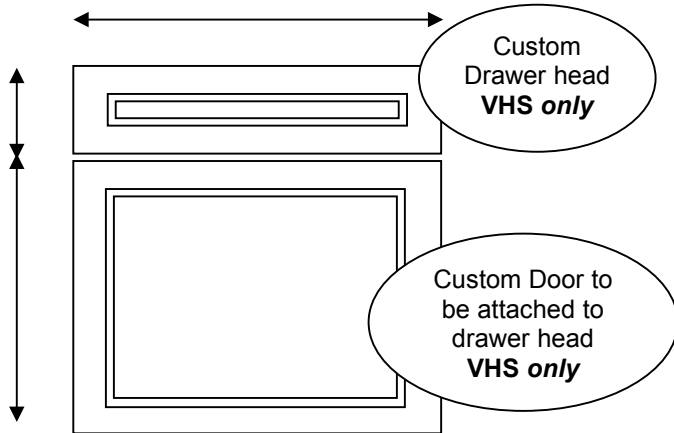 Custom
Drawer head
VHS only
Custom Door to
be attached to
drawer head
VHS only